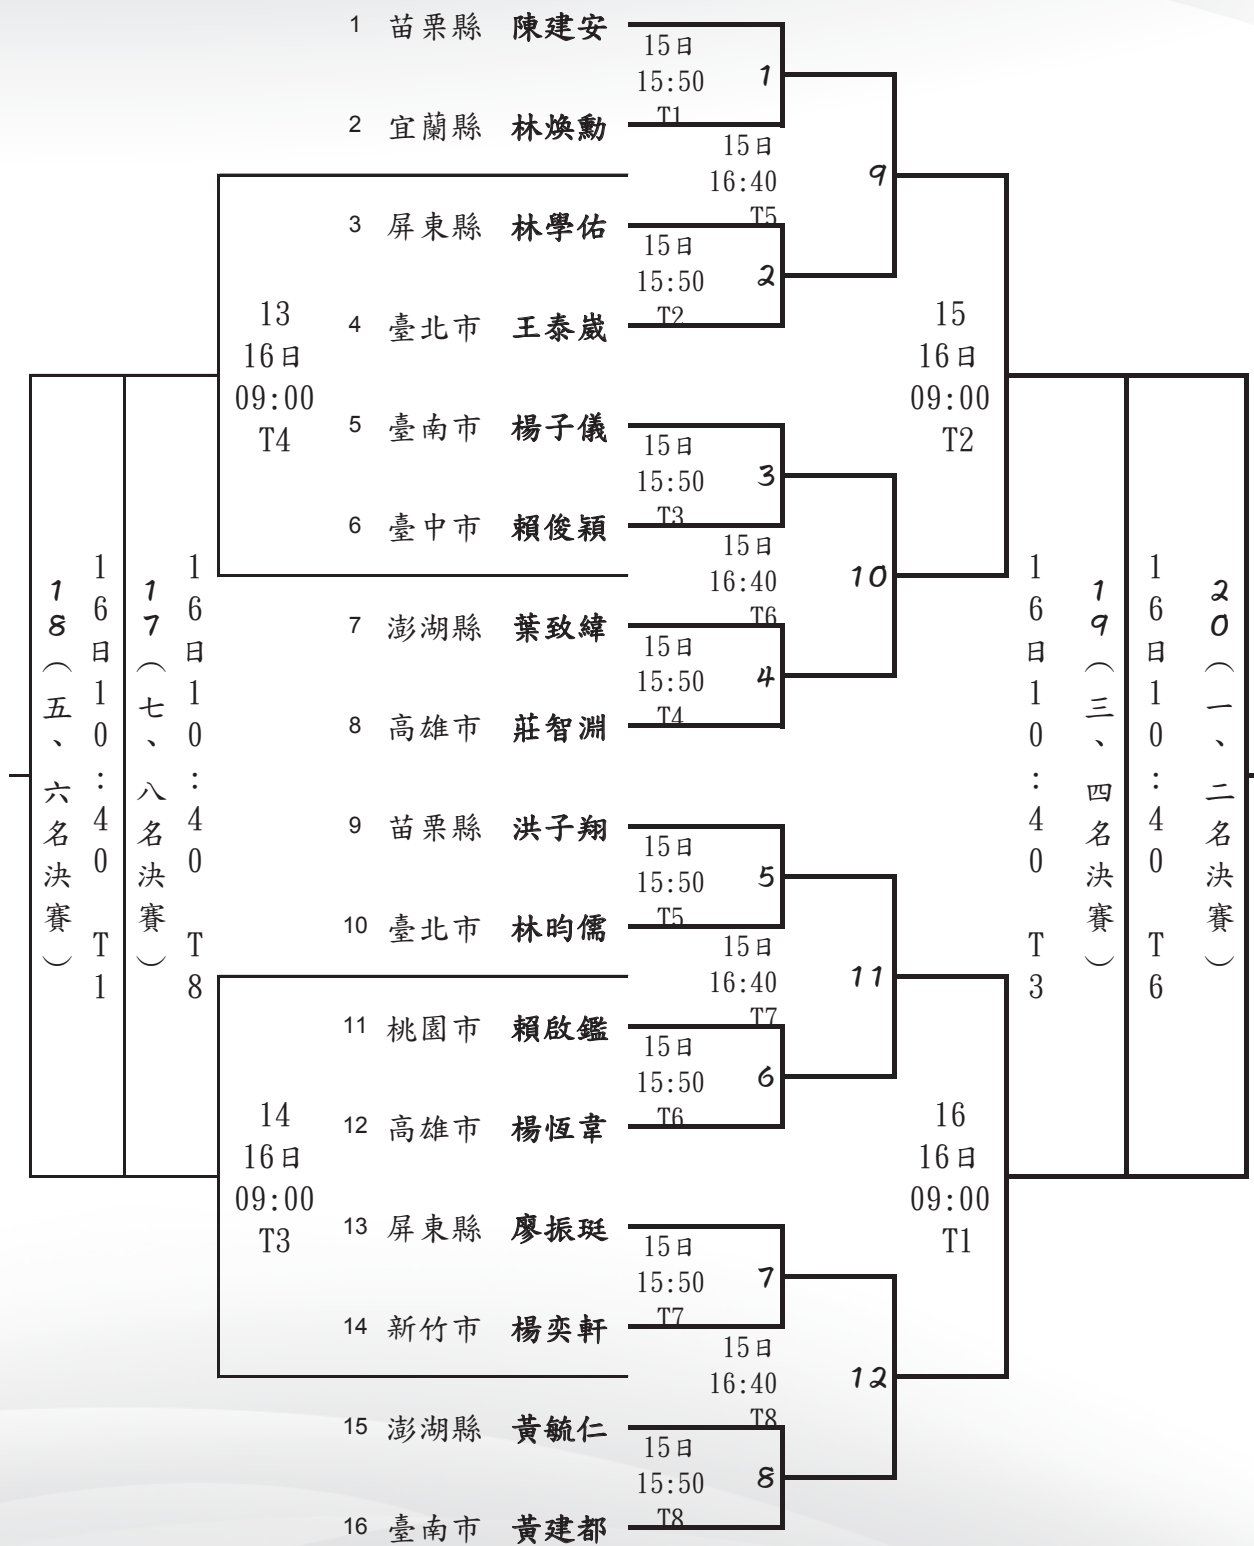 1 苗栗縣 陳建安
15日
15:50
T1
1
2 宜蘭縣 林煥勳
15日
16:40
T5
9
3 屏東縣 林學佑
15日
15:50
T2
2
4 臺北市 王泰崴
13
16日
09:00
T4
15
16日
09:00
T2
5 臺南市 楊子儀
15日
15:50
T3
3
6 臺中市 賴俊穎
15日
16:40
T6
10
7 澎湖縣 葉致緯
15日
15:50
T4
4
8 高雄市 莊智淵
18（五、六名決賽）
16日10:40 T1
17（七、八名決賽）
16日10:40 T8
16日10:40 T3
19（三、四名決賽）
16日10:40 T6
20（一、二名決賽）
9 苗栗縣 洪子翔
15日
15:50
T5
5
10 臺北市 林昀儒
15日
16:40
T7
11
11 桃園市 賴啟鑑
15日
15:50
T6
6
12 高雄市 楊恆韋
14
16日
09:00
T3
16
16日
09:00
T1
13 屏東縣 廖振珽
15日
15:50
T7
7
14 新竹市 楊奕軒
15日
16:40
T8
12
15 澎湖縣 黃毓仁
15日
15:50
T8
8
16 臺南市 黃建都